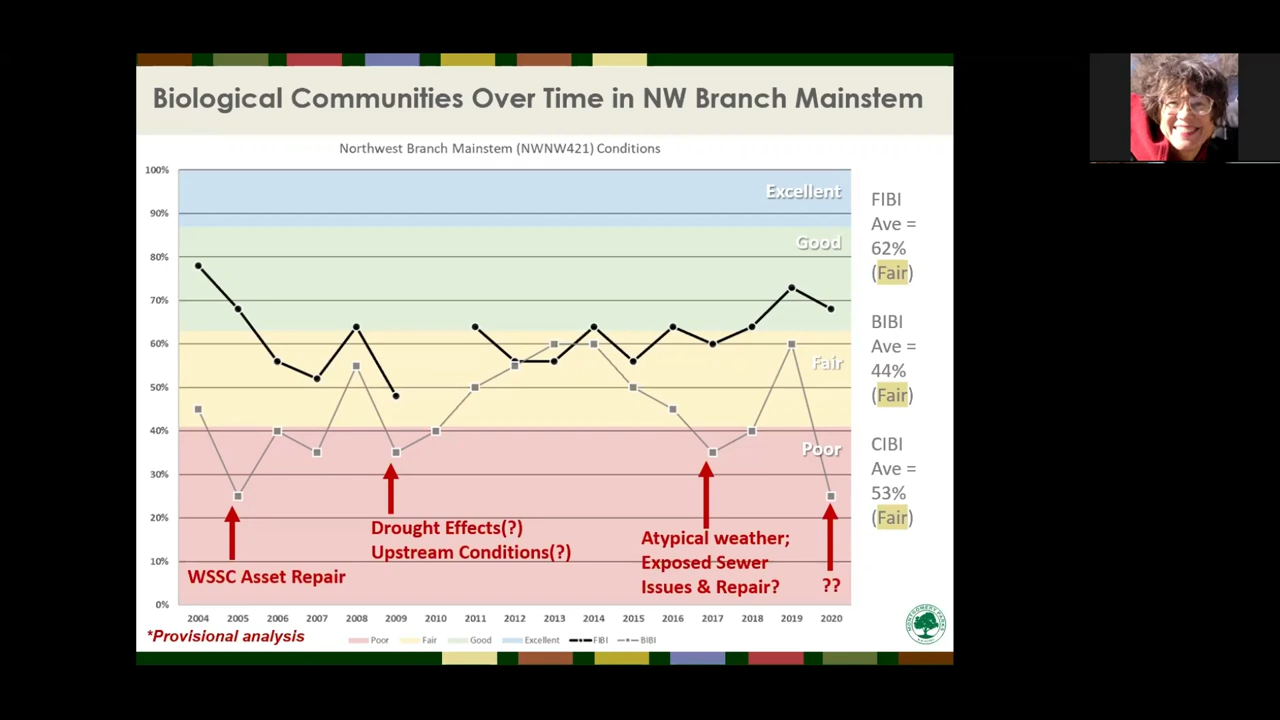 Biological Communities Over Time in NW Branch Mainstem
Northwest Branch Mainstem (NWNW421) Conditions
100%
90%
80%
70%
60%
50%
40%
30%
20%
10%
0%
Excellent
Good
Fair
Poor
WSSC Asset Repair
Drought Effects(?)
Upstream Conditions(?)
Atypical weather;
Exposed Sewer
Issues & Repair?
??
2004 2005 2006 2007 2008 2009 2010 2011 2012 2013 2014 2015 2016 2017 2018 2019 2020
Poor Fair Good Excellent FIBI BIBI
*Provisional analysis
FIBI
Ave =
62%
(Fair)
BIBI
Ave =
44%
(Fair)
CIBI
Ave =
53%
(Fair)
MONTGOMERY PARKS